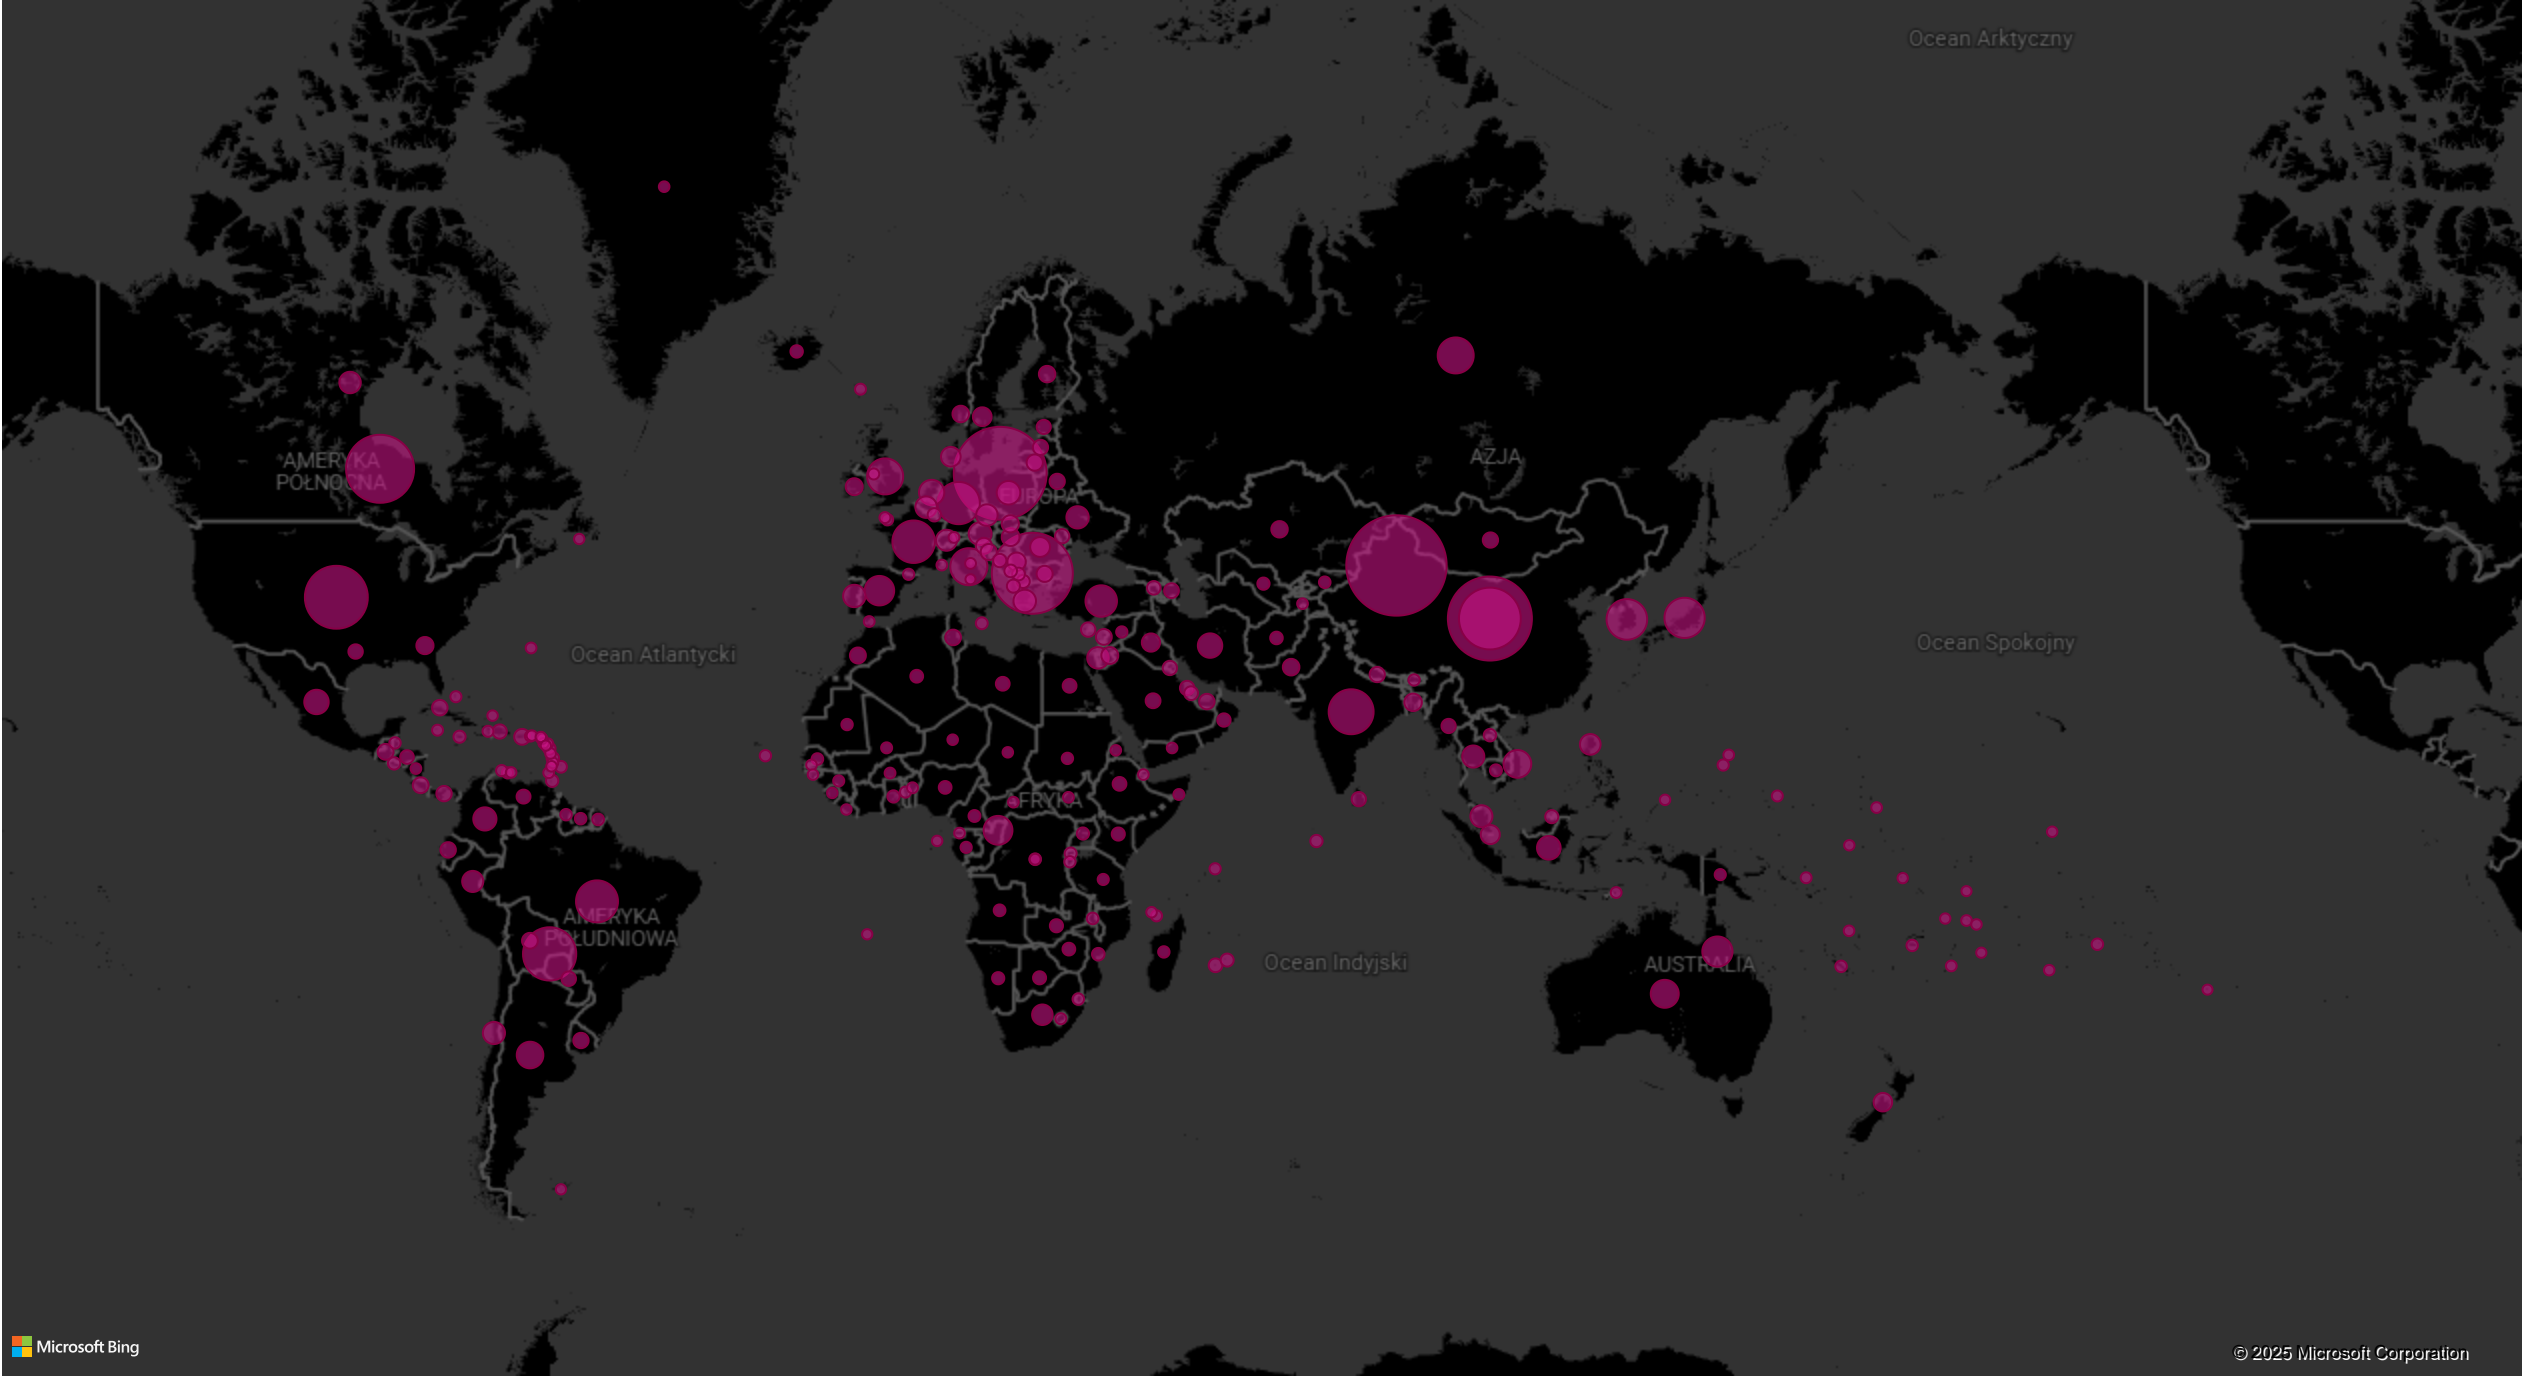 Ocean Arktyczny
AMERYKA
PÓŁNOCNA
EUROPA
AZJA
Ocean Atlantycki
Ocean Spokojny
AFRYKA
AMERYKA
POŁUDNIOWA
Ocean Indyjski
AUSTRALIA
Microsoft Bing
© 2025 Microsoft Corporation